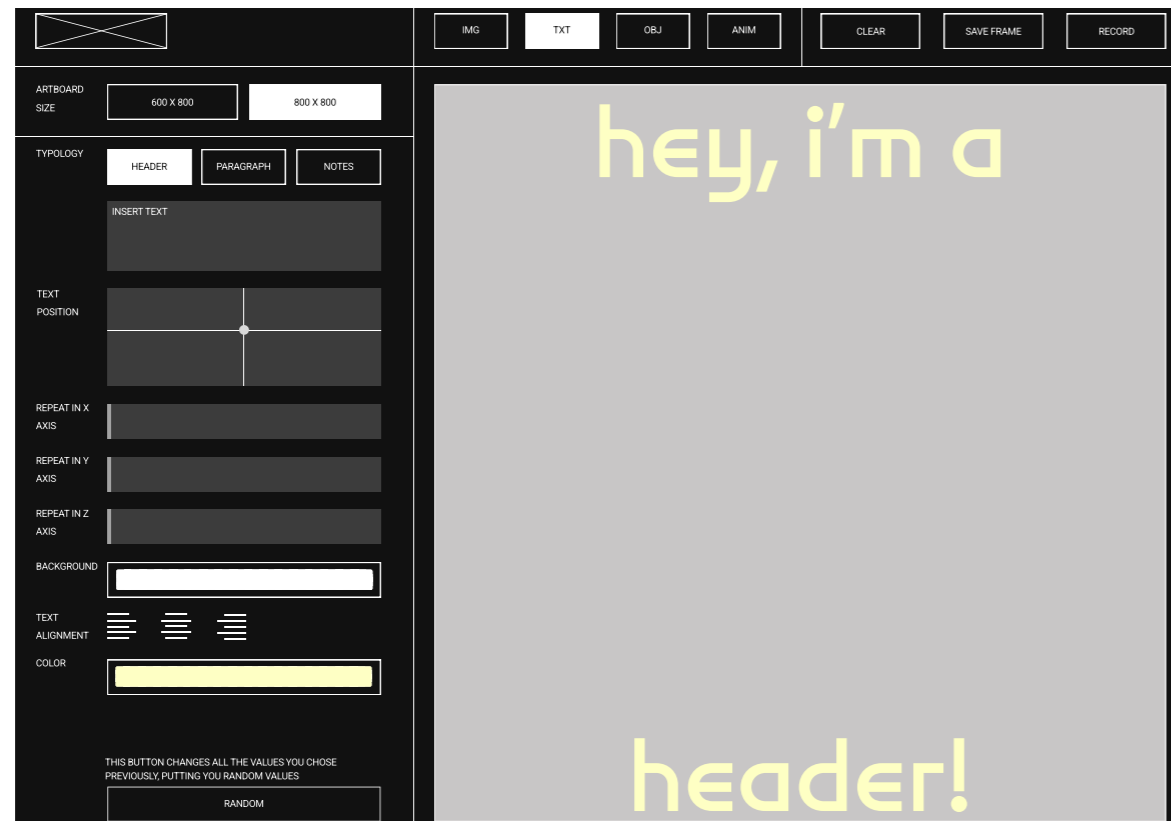 IMG TXT OBJ ANIM CLEAR SAVE FRAME RECORD
ARTBOARD
SIZE
600 X 800 800 X 800
TYPOLOGY
HEADER PARAGRAPH NOTES
INSERT TEXT
TEXT
POSITION
REPEAT IN X
AXIS
REPEAT IN Y
AXIS
REPEAT IN Z
AXIS
BACKGROUND
TEXT
ALIGNMENT
COLOR
THIS BUTTON CHANGES ALL THE VALUES YOU CHOSE
PREVIOUSLY, PUTTING YOU RANDOM VALUES
RANDOM
hey, i'm a
header!